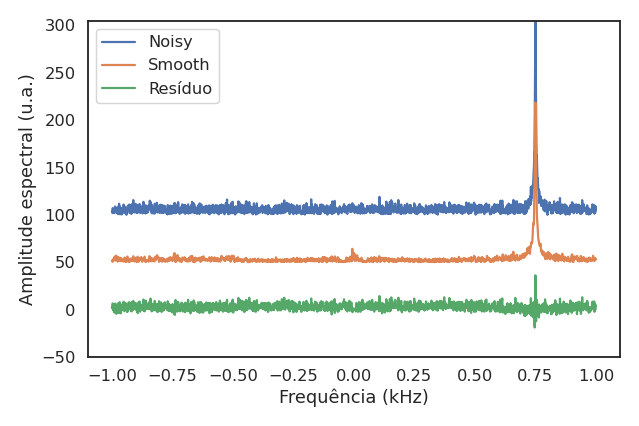 Noisy
Smooth
Resíduo
Amplitude espectral (u.a.)
300
250
200
150
100
50
0
−50
−1.00 −0.75 −0.50 −0.25 0.00 0.25 0.50 0.75 1.00
Frequência (kHz)